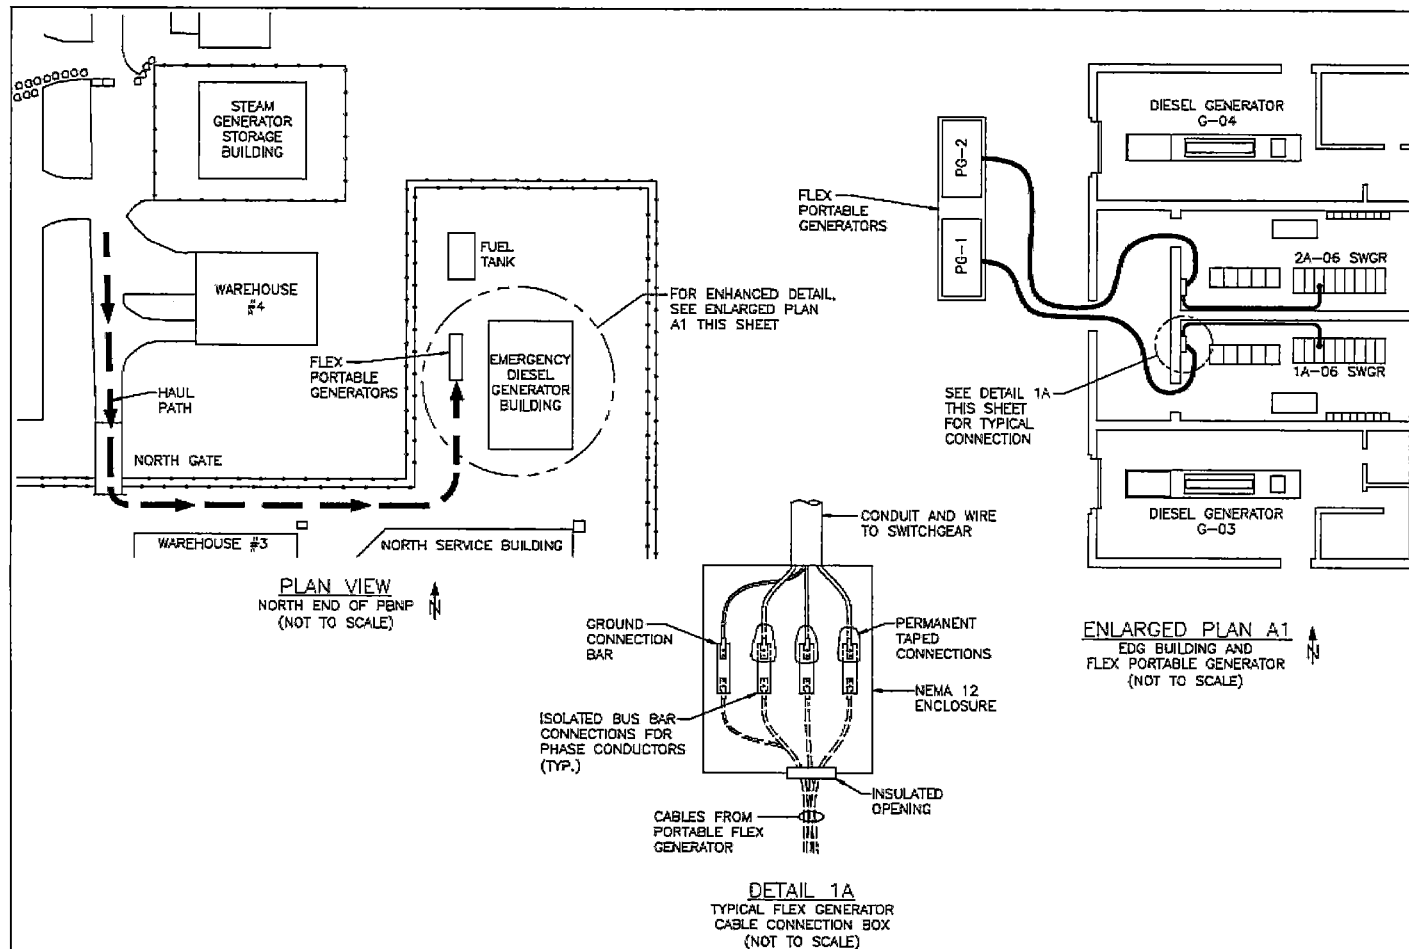 STEAM
GENERATOR
STORAGE
BUILDING
WAREHOUSE
#4
HAUL
PATH
NORTH GATE
WAREHOUSE #3
NORTH SERVICE BUILDING
FUEL
TANK
FLEX
PORTABLE
GENERATORS
EMERGENCY
DIESEL
GENERATOR
BUILDING
FOR ENHANCED DETAIL,
SEE ENLARGED PLAN
A1 THIS SHEET
PLAN VIEW
NORTH END OF PBNP
(NOT TO SCALE)
N
FLEX
PORTABLE
GENERATORS
PG-2
PG-1
DIESEL GENERATOR
G-04
2A-06 SWGR
1A-06 SWGR
SEE DETAIL 1A
THIS SHEET
FOR TYPICAL
CONNECTION
DIESEL GENERATOR
G-03
ENLARGED PLAN A1
EDG BUILDING AND
FLEX PORTABLE GENERATOR
(NOT TO SCALE)
N
CONDUIT AND WIRE
TO SWITCHGEAR
GROUND
CONNECTION
BAR
PERMANENT
TAPED
CONNECTIONS
NEMA 12
ENCLOSURE
ISOLATED BUS BAR
CONNECTIONS FOR
PHASE CONDUCTORS
(TYP.)
INSULATED
OPENING
CABLES FROM
PORTABLE FLEX
GENERATOR
DETAIL 1A
TYPICAL FLEX GENERATOR
CABLE CONNECTION BOX
(NOT TO SCALE)